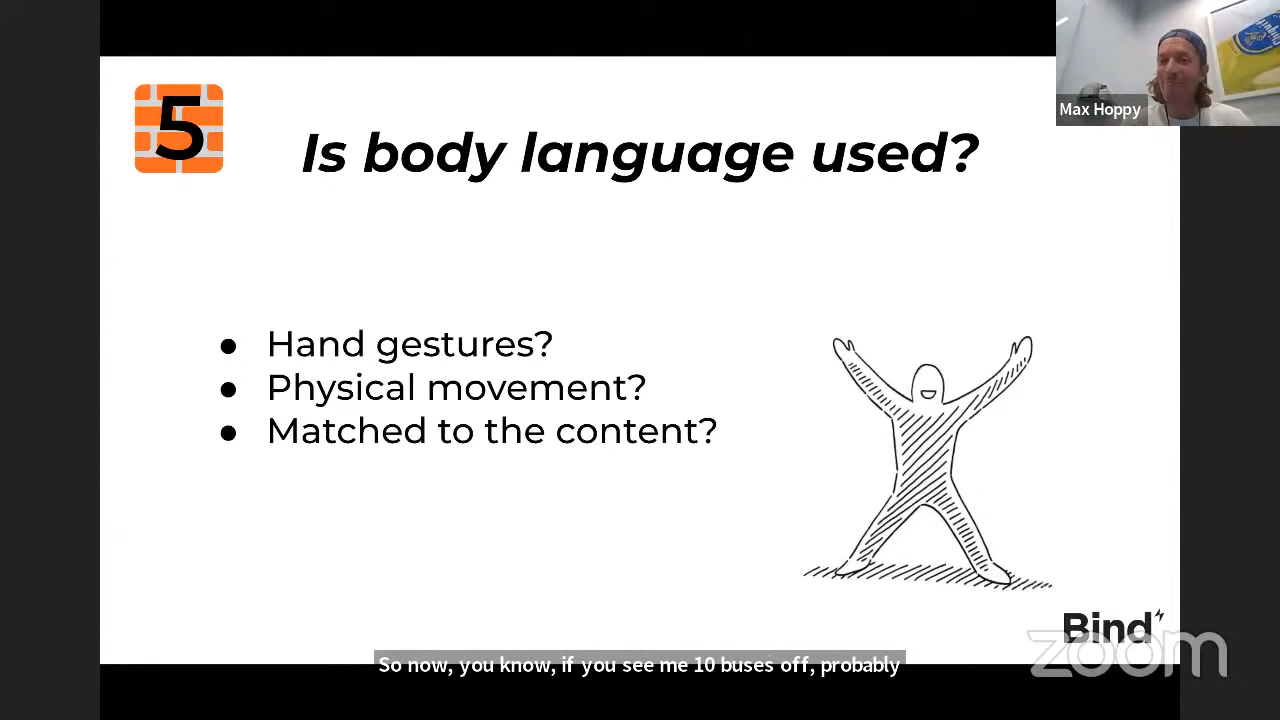 5
Is body language used?
Max Hoppy
● Hand gestures?
● Physical movement?
● Matched to the content?
Bind
zoom
So now, you know, if you see me 10 buses off, probably